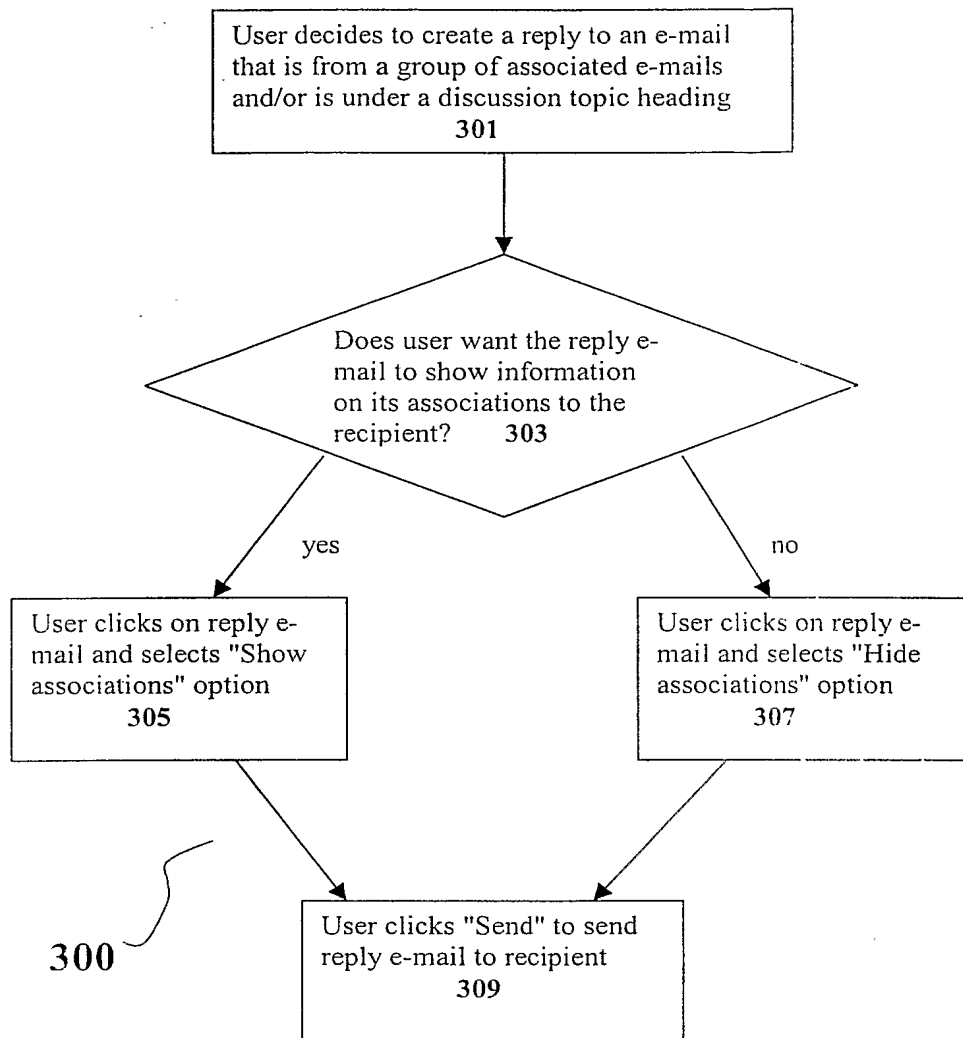 User decides to create a reply to an e-mail
that is from a group of associated e-mails
and/or is under a discussion topic heading
301
Does user want the reply e-
mail to show information
on its associations to the
recipient? 303
yes
no
User clicks on reply e-
mail and selects "Show
associations" option
305
User clicks on reply e-
mail and selects "Hide
associations" option
307
300
User clicks "Send" to send
reply e-mail to recipient
309